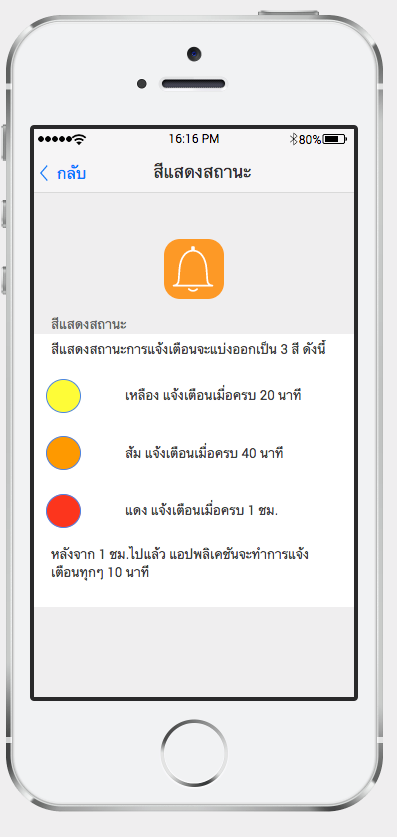 16:16 PM
80%
กลับ
สีแสดงสถานะ
สีแสดงสถานะ
สีแสดงสถานะการแจ้งเตือนจะแบ่งออกเป็น 3 สี ดังนี้
เหลือง แจ้งเตือนเมื่อครบ 20 นาที
ส้ม แจ้งเตือนเมื่อครบ 40 นาที
แดง แจ้งเตือนเมื่อครบ 1 ชม.
หลังจาก 1 ชม.ไปแล้ว แอปพลิเคชันจะทำการแจ้ง
เตือนทุกๆ 10 นาที